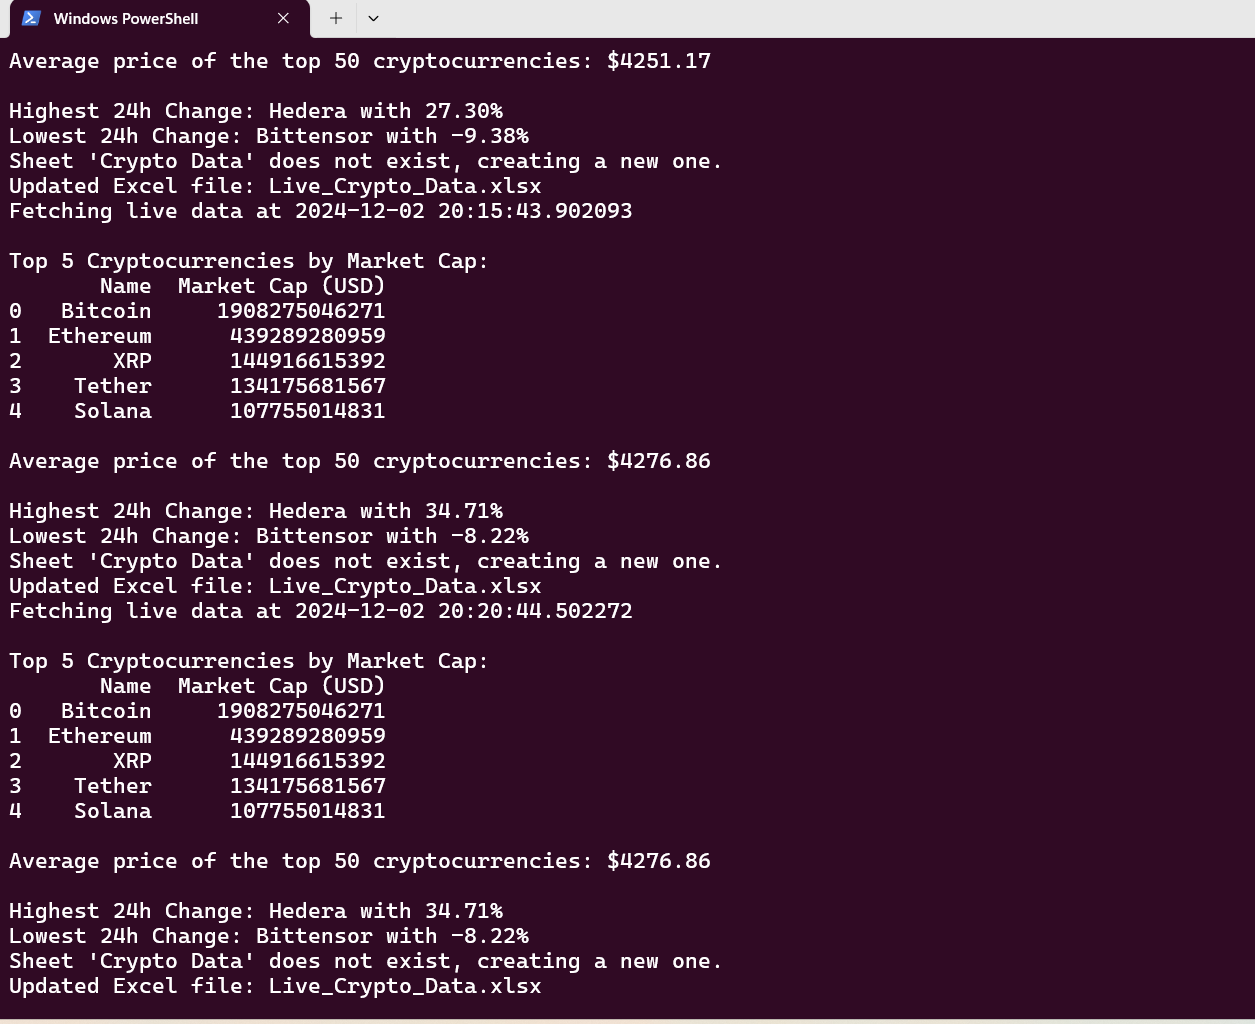 Windows PowerShell
Average price of the top 50 cryptocurrencies: $4251.17
Highest 24h Change: Hedera with 27.30%
Lowest 24h Change: Bittensor with -9.38%
Sheet 'Crypto Data' does not exist, creating a new one.
Updated Excel file: Live_Crypto_Data.xlsx
Fetching live data at 2024-12-02 20:15:43.902093
Top 5 Cryptocurrencies by Market Cap:
Name  Market Cap (USD)
0   Bitcoin     1908275046271
1  Ethereum      439289280959
2       XRP      144916615392
3    Tether      134175681567
4    Solana      107755014831
Average price of the top 50 cryptocurrencies: $4276.86
Highest 24h Change: Hedera with 34.71%
Lowest 24h Change: Bittensor with -8.22%
Sheet 'Crypto Data' does not exist, creating a new one.
Updated Excel file: Live_Crypto_Data.xlsx
Fetching live data at 2024-12-02 20:20:44.502272
Top 5 Cryptocurrencies by Market Cap:
Name  Market Cap (USD)
0   Bitcoin     1908275046271
1  Ethereum      439289280959
2       XRP      144916615392
3    Tether      134175681567
4    Solana      107755014831
Average price of the top 50 cryptocurrencies: $4276.86
Highest 24h Change: Hedera with 34.71%
Lowest 24h Change: Bittensor with -8.22%
Sheet 'Crypto Data' does not exist, creating a new one.
Updated Excel file: Live_Crypto_Data.xlsx